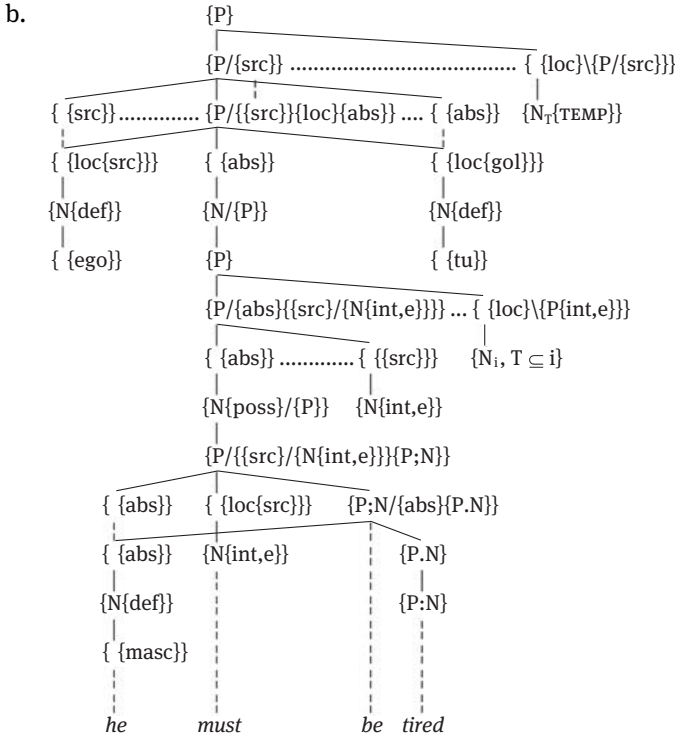 b. {P}
{P/{src}} ........................................ { {loc}\{P/{src}}}
{ {src}} .............. {P/{{src}}{loc}{abs}} .... { {abs}} {N_T{TEMP}}
{ {loc{src}}} { {abs}} { {loc{gol}}}
{N{def}} {N/{P}} {N{def}}
{ {ego}} {P} { {tu}}
{P/{abs}{{src}/{N{int,e}}}} ... { {loc}\{P{int,e}}}
{ {abs}} ............. { {{src}}} {N_i, T ⊆ i}
{N{poss}/{P}} {N{int,e}}
{P/{{src}/{N{int,e}}}{P;N}}
{ {abs}} { {loc{src}}} {P;N/{abs}{P.N}}
{ {abs}} {N{int,e}} {P.N}
{N{def}} {P:N}
{ {masc}}
he must be tired